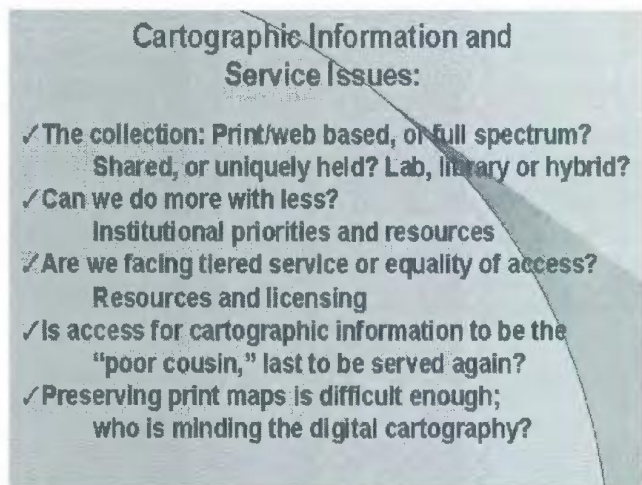 Cartographic Information and
Service Issues:
✓The collection: Print/web based, or full spectrum?
Shared, or uniquely held? Lab, library or hybrid?
✓Can we do more with less?
Institutional priorities and resources
✓Are we facing tiered service or equality of access?
Resources and licensing
✓Is access for cartographic information to be the
"poor cousin," last to be served again?
✓Preserving print maps is difficult enough;
who is minding the digital cartography?